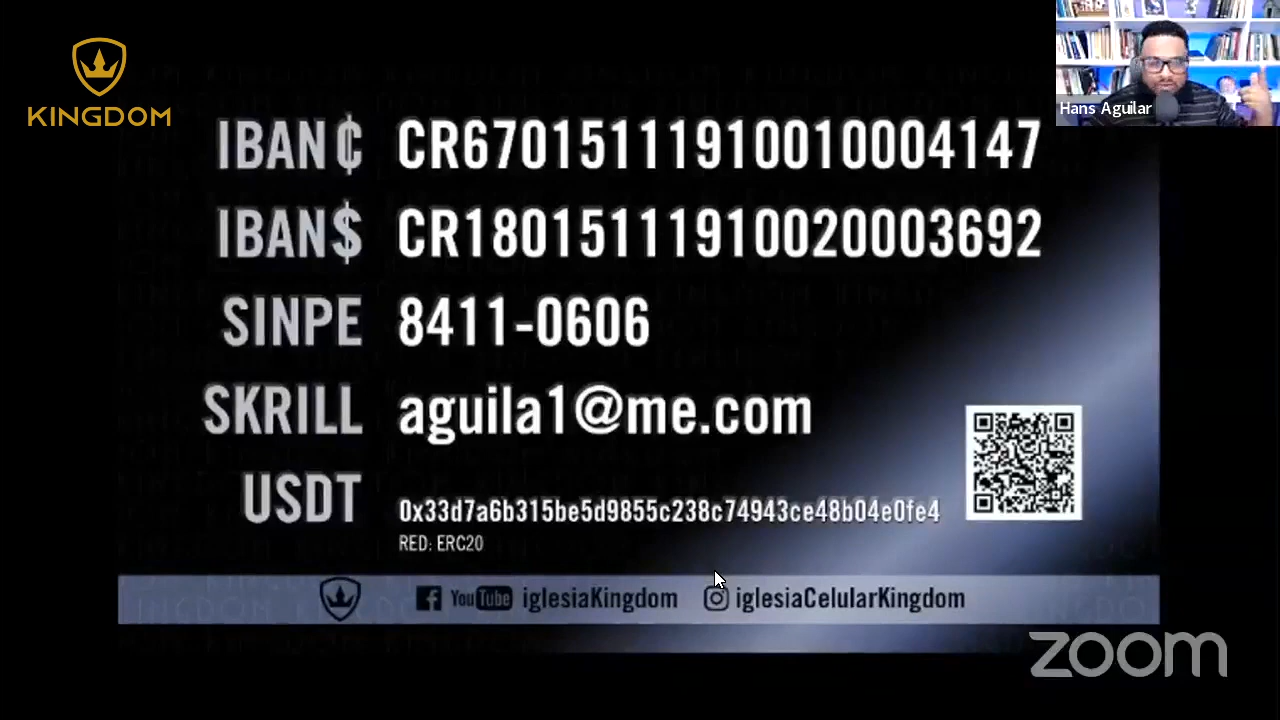 Hans Aguilar
KINGDOM
IBAN₡ CR67015111910010004147
IBAN$ CR18015111910020003692
SINPE 8411-0606
SKRILL aguila1@me.com
USDT 0x33d7a6b315be5d9855c238c74943ce48b04e0fe4
RED: ERC20
YouTube iglesiaKingdom iglesiaCelularKingdom
zoom